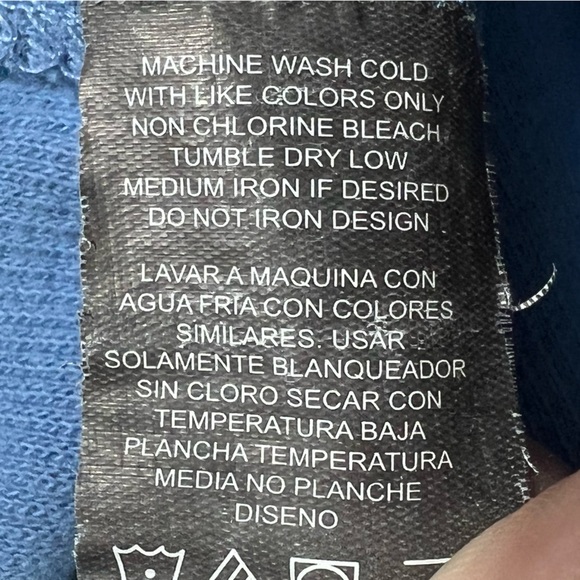 MACHINE WASH COLD
WITH LIKE COLORS ONLY
NON CHLORINE BLEACH
TUMBLE DRY LOW
MEDIUM IRON IF DESIRED
DO NOT IRON DESIGN
LAVAR A MAQUINA CON
AGUA FRIA CON COLORES
SIMILARES. USAR
SOLAMENTE BLANQUEADOR
SIN CLORO SECAR CON
TEMPERATURA BAJA
PLANCHA TEMPERATURA
MEDIA NO PLANCHE
DISENO